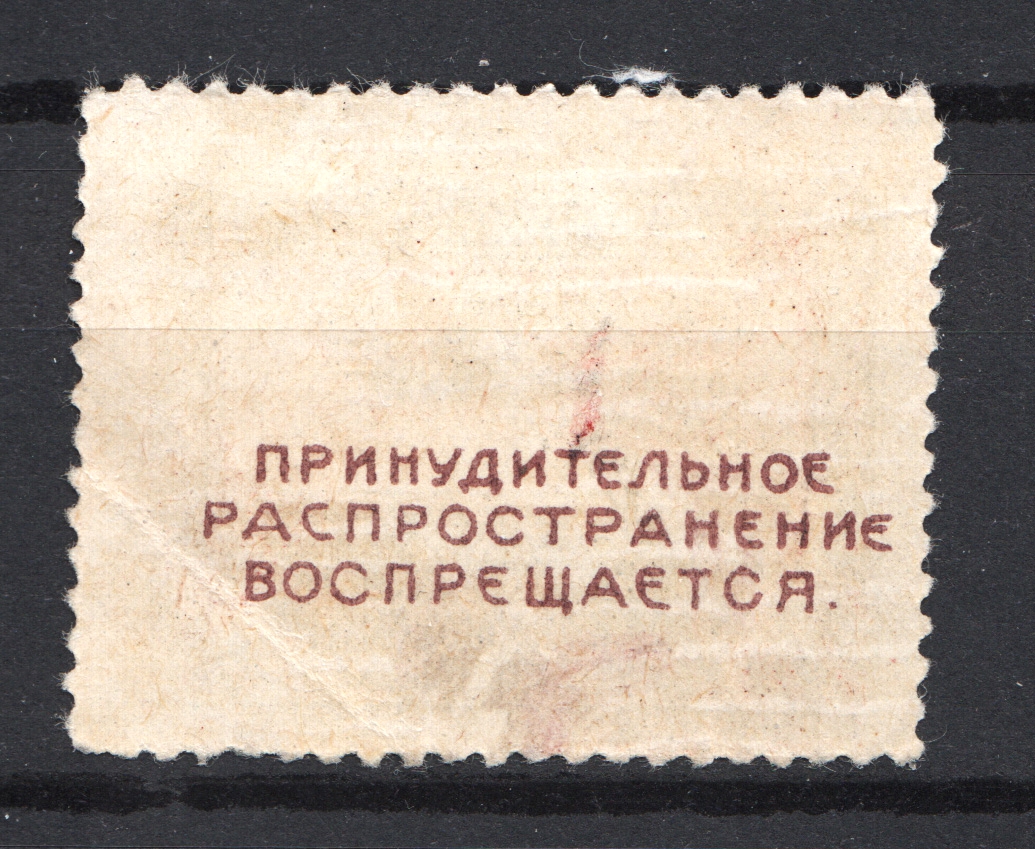 ПРИНУДИТЕЛЬНОЕ
РАСПРОСТРАНЕНИЕ
ВОСПРЕЩАЕТСЯ.